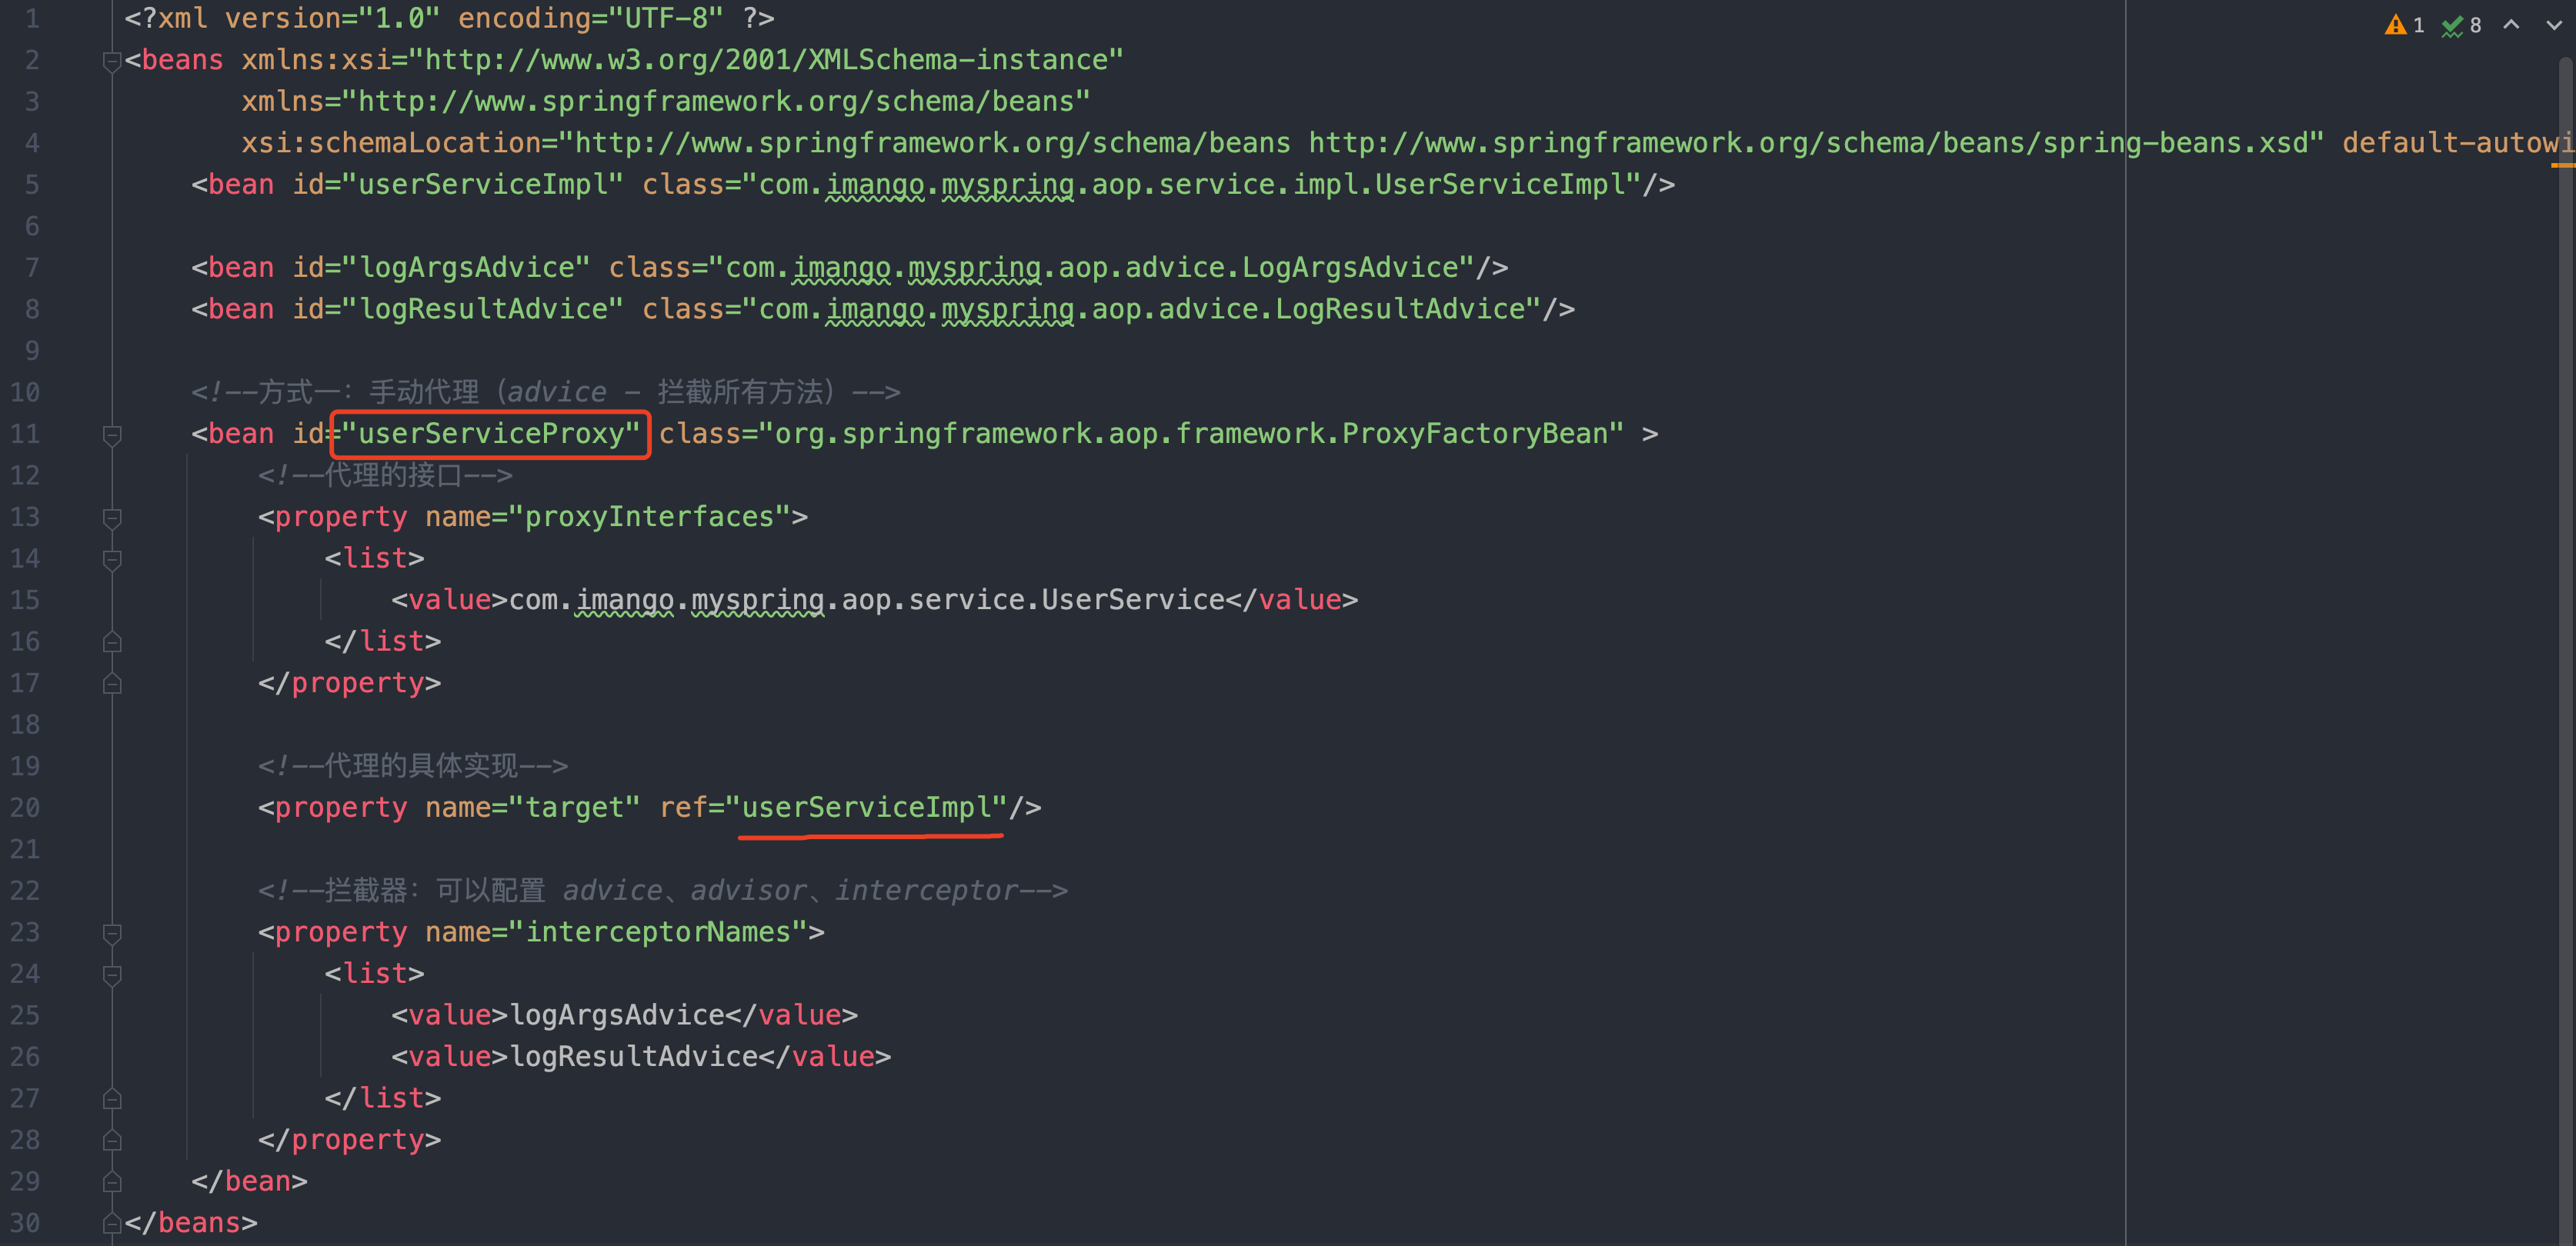 1 <?xml version="1.0" encoding="UTF-8" ?>
2 <beans xmlns:xsi="http://www.w3.org/2001/XMLSchema-instance"
3 xmlns="http://www.springframework.org/schema/beans"
4 xsi:schemaLocation="http://www.springframework.org/schema/beans http://www.springframework.org/schema/beans/spring-beans.xsd" default-autowi
5 <bean id="userServiceImpl" class="com.imango.myspring.aop.service.impl.UserServiceImpl"/>
6
7 <bean id="logArgsAdvice" class="com.imango.myspring.aop.advice.LogArgsAdvice"/>
8 <bean id="logResultAdvice" class="com.imango.myspring.aop.advice.LogResultAdvice"/>
9
10 <!--方式一：手动代理（advice - 拦截所有方法）-->
11 <bean id="userServiceProxy" class="org.springframework.aop.framework.ProxyFactoryBean" >
12 <!--代理的接口-->
13 <property name="proxyInterfaces">
14 <list>
15 <value>com.imango.myspring.aop.service.UserService</value>
16 </list>
17 </property>
18
19 <!--代理的具体实现-->
20 <property name="target" ref="userServiceImpl"/>
21
22 <!--拦截器：可以配置 advice、advisor、interceptor-->
23 <property name="interceptorNames">
24 <list>
25 <value>logArgsAdvice</value>
26 <value>logResultAdvice</value>
27 </list>
28 </property>
29 </bean>
30 </beans>
1 8